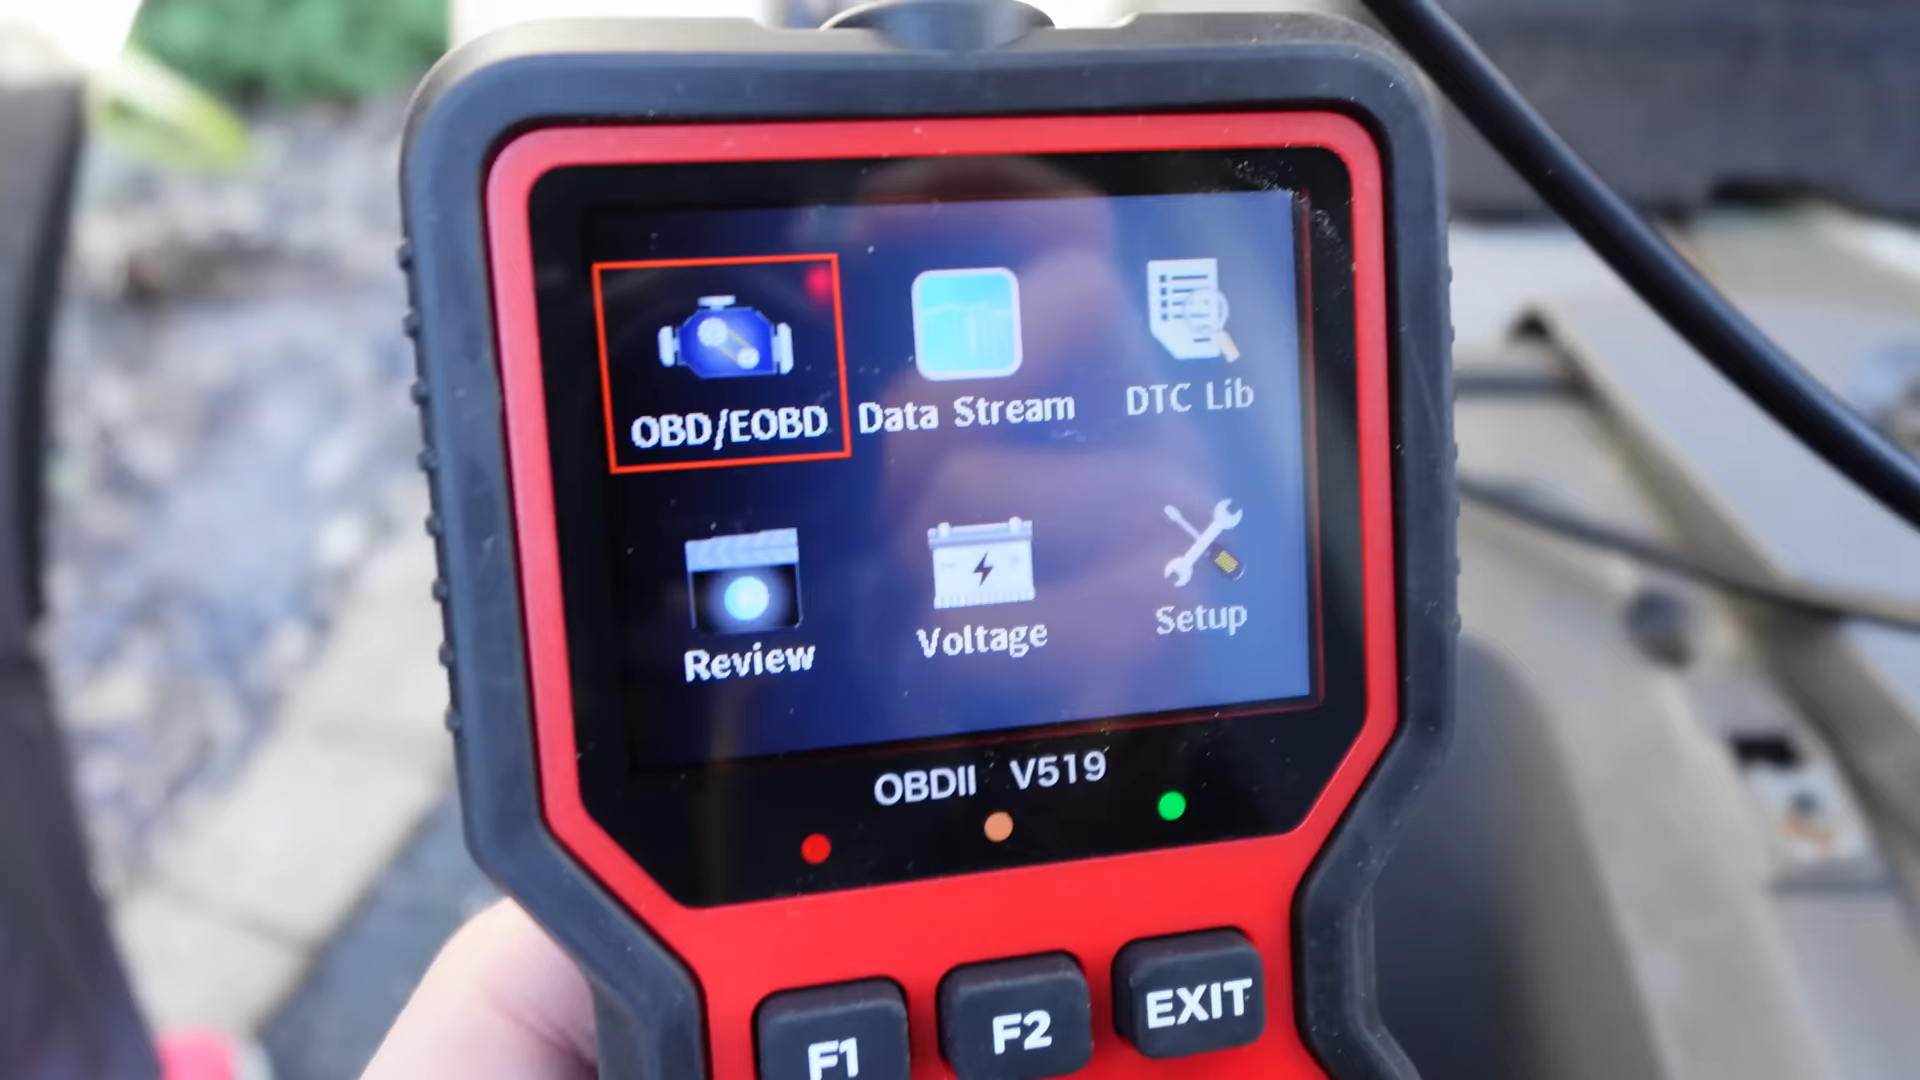 OBD/EOBD Data Stream DTC Lib
Review Voltage Setup
OBDII V519
F1 F2 EXIT